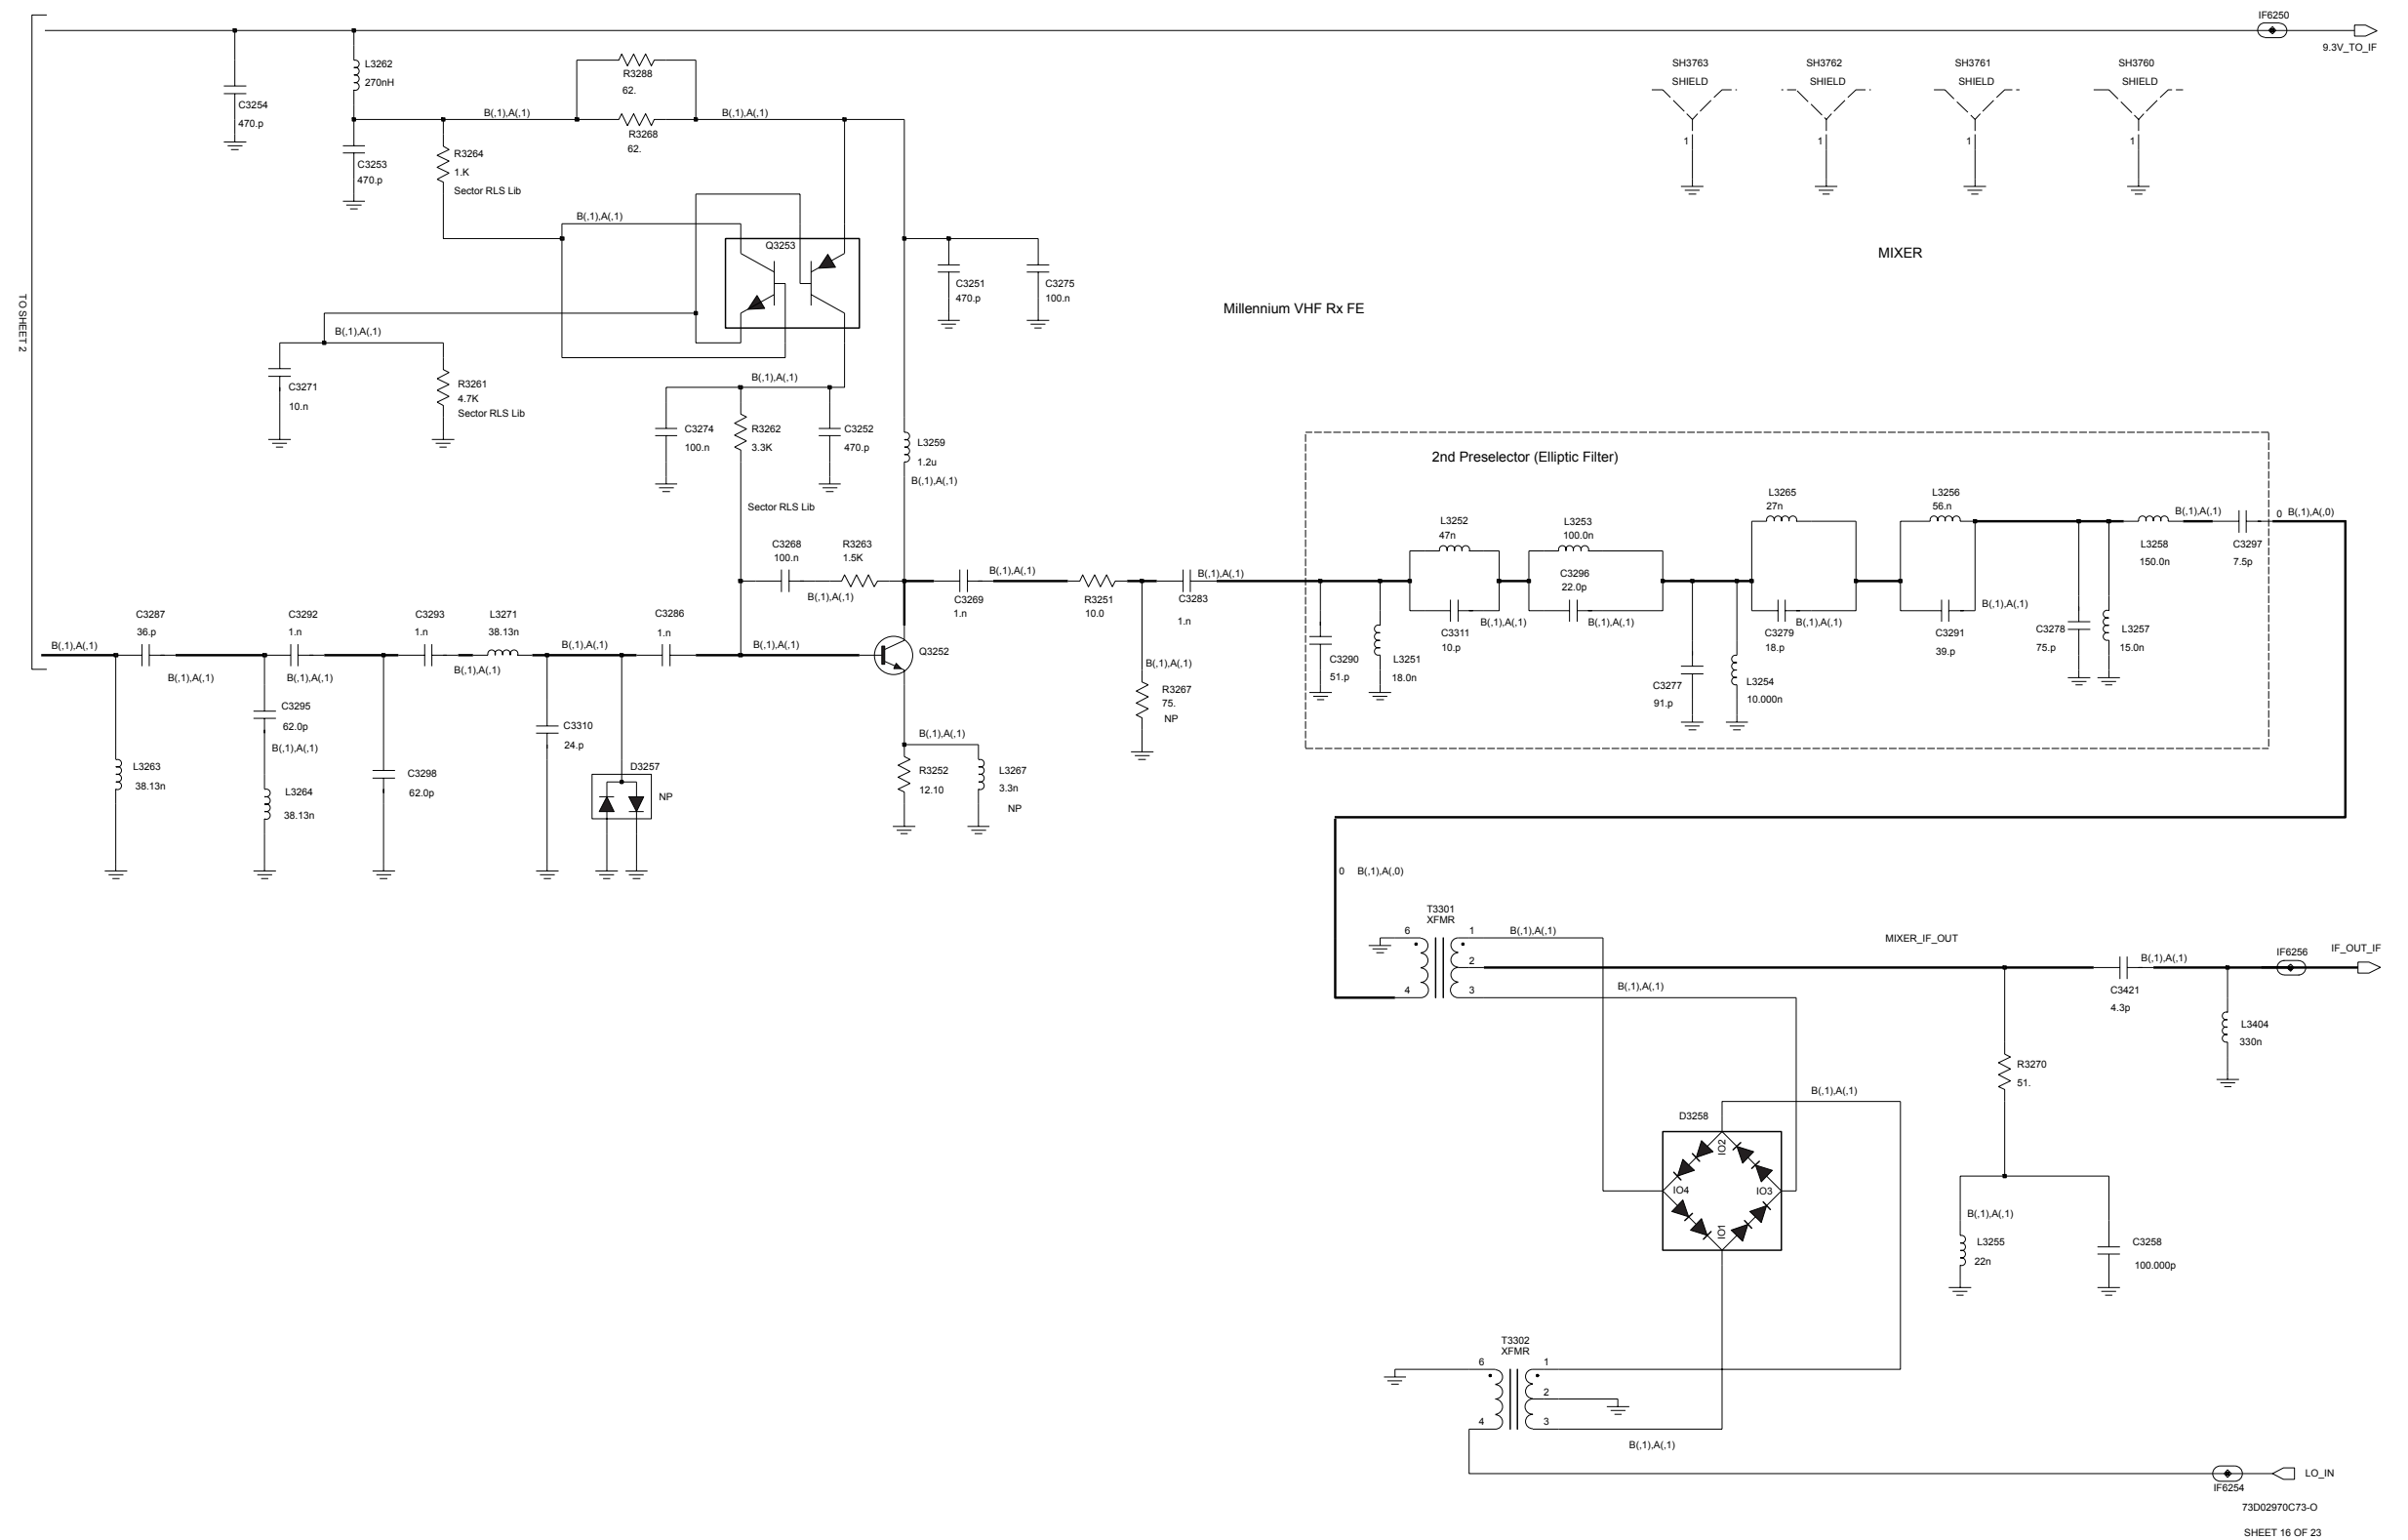 IF6250
9.3V_TO_IF
L3262
270nH
R3288
62.
C3254
470.p
B(,1),A(,1)
B(,1),A(,1)
R3268
62.
C3253
470.p
R3264
1.K
Sector RLS Lib
SH3763
SHIELD
1
SH3762
SHIELD
1
SH3761
SHIELD
1
SH3760
SHIELD
1
B(,1),A(,1)
Q3253
MIXER
C3251
470.p
C3275
100.n
Millennium VHF Rx FE
TO SHEET 2
B(,1),A(,1)
C3271
10.n
R3261
4.7K
Sector RLS Lib
B(,1),A(,1)
C3274
100.n
R3262
3.3K
C3252
470.p
L3259
1.2u
B(,1),A(,1)
Sector RLS Lib
2nd Preselector (Elliptic Filter)
C3268
100.n
R3263
1.5K
B(,1),A(,1)
B(,1),A(,1)
C3269
1.n
R3251
10.0
B(,1),A(,1)
C3283
1.n
L3252
47n
C3311
10.p
B(,1),A(,1)
L3253
100.0n
C3296
22.0p
B(,1),A(,1)
L3265
27n
C3279
18.p
B(,1),A(,1)
L3256
56.n
B(,1),A(,1)
C3291
39.p
B(,1),A(,1)
L3258
150.0n
C3297
7.5p
0
B(,1),A(,0)
C3290
51.p
L3251
18.0n
C3277
91.p
L3254
10.000n
C3278
75.p
L3257
15.0n
B(,1),A(,1)
C3287
36.p
B(,1),A(,1)
C3292
1.n
B(,1),A(,1)
C3293
1.n
B(,1),A(,1)
L3271
38.13n
B(,1),A(,1)
C3286
1.n
B(,1),A(,1)
Q3252
B(,1),A(,1)
R3267
75.
NP
C3295
62.0p
B(,1),A(,1)
L3263
38.13n
L3264
38.13n
C3298
62.0p
C3310
24.p
D3257
NP
B(,1),A(,1)
R3252
12.10
L3267
3.3n
NP
0
B(,1),A(,0)
T3301
XFMR
6
4
1
2
3
B(,1),A(,1)
B(,1),A(,1)
MIXER_IF_OUT
C3421
4.3p
B(,1),A(,1)
IF6256
IF_OUT_IF
L3404
330n
R3270
51.
B(,1),A(,1)
D3258
IO2
IO4
IO3
IO1
B(,1),A(,1)
L3255
22n
C3258
100.000p
T3302
XFMR
6
4
1
2
3
B(,1),A(,1)
LO_IN
IF6254
73D02970C73-O
SHEET 16 OF 23